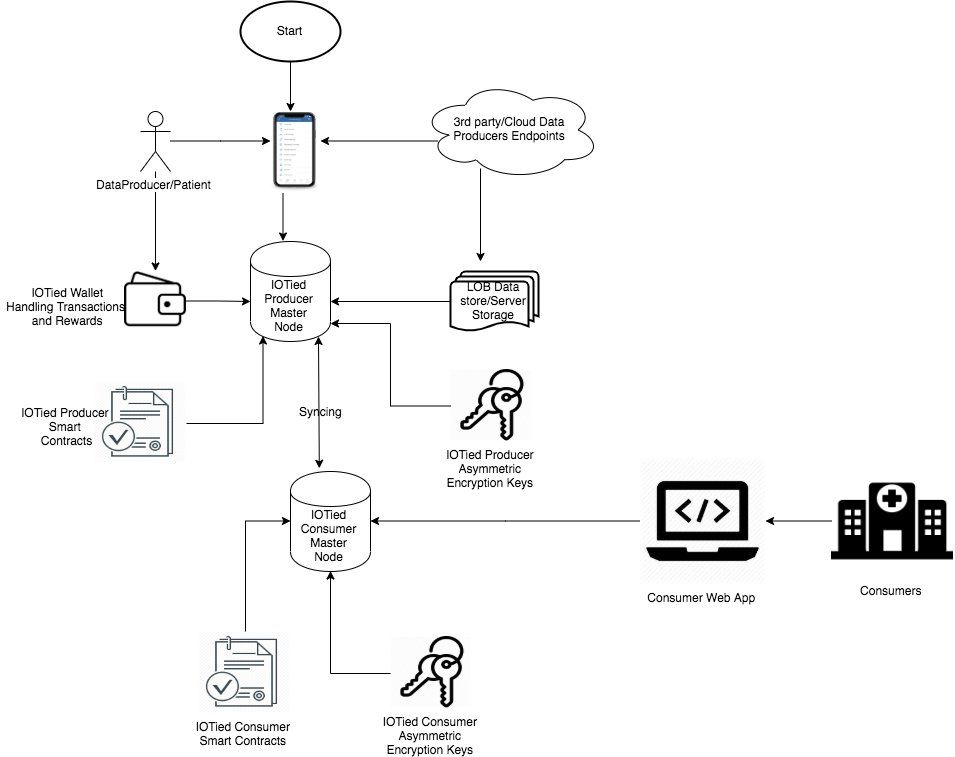 Start
3rd party/Cloud Data
Producers Endpoints
DataProducer/Patient
IOTied Wallet
Handling Transactions
and Rewards
IOTied
Producer
Master
Node
LOB Data
store/Server
Storage
IOTied Producer
Smart
Contracts
Syncing
IOTied Producer
Asymmetric
Encryption Keys
IOTied
Consumer
Master
Node
</>
Consumer Web App
Consumers
IOTied Consumer
Smart Contracts
IOTied Consumer
Asymmetric
Encryption Keys